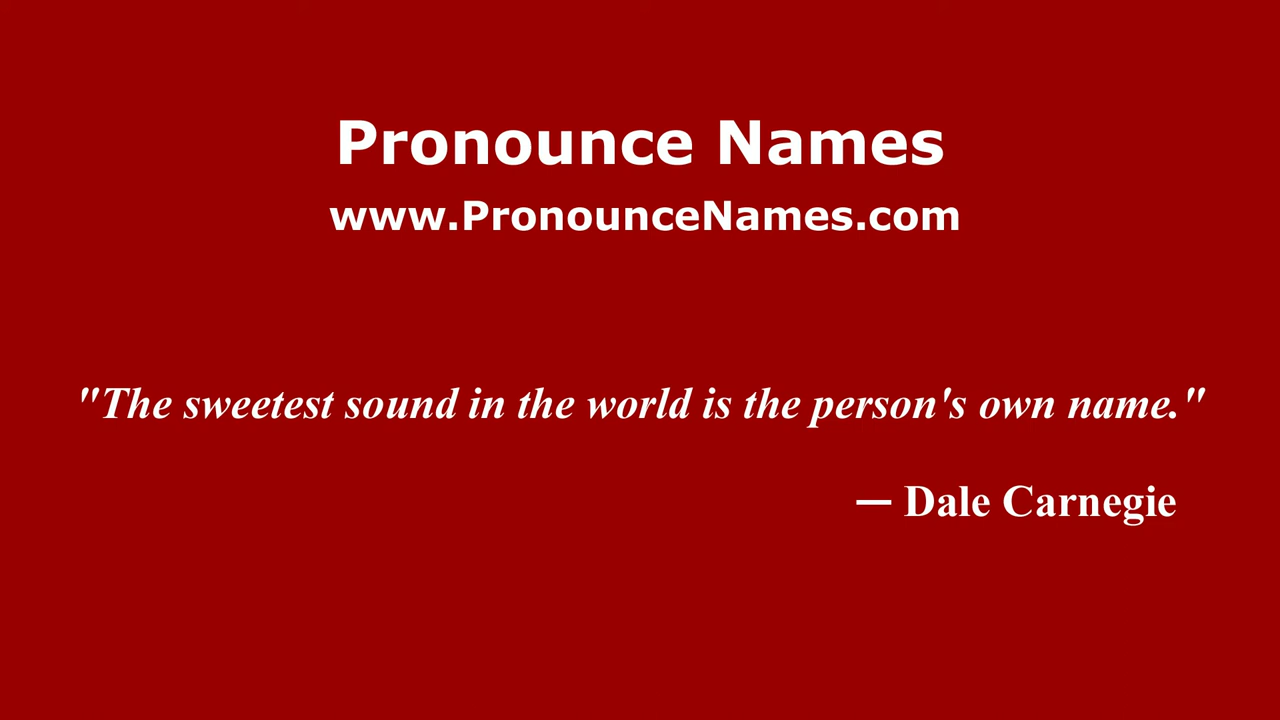 Pronounce Names
www.PronounceNames.com
"The sweetest sound in the world is the person's own name."
— Dale Carnegie